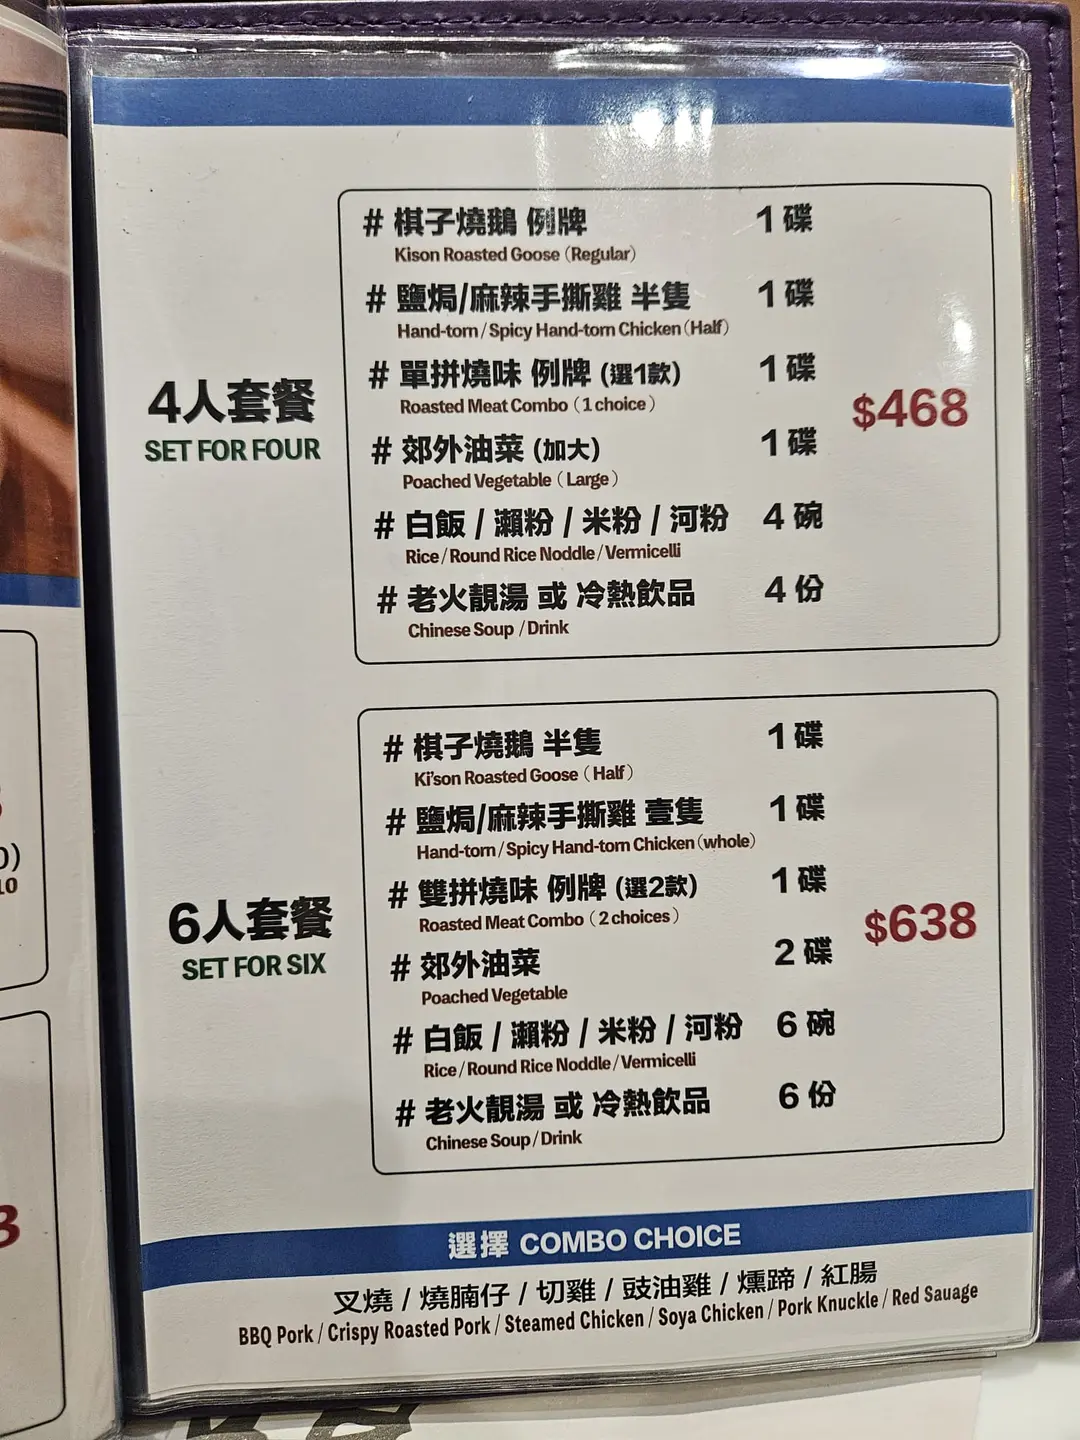 # 棋子燒鵝 例牌 1 碟
Kison Roasted Goose (Regular)
# 鹽焗/麻辣手撕雞 半隻 1 碟
Hand-torn / Spicy Hand-torn Chicken (Half)
# 單拼燒味 例牌 (選1款) 1 碟
Roasted Meat Combo (1 choice)
# 郊外油菜 (加大) 1 碟
Poached Vegetable (Large)
# 白飯 / 瀨粉 / 米粉 / 河粉 4 碗
Rice / Round Rice Noddle / Vermicelli
# 老火靚湯 或 冷熱飲品 4 份
Chinese Soup / Drink
4人套餐
SET FOR FOUR
$468
# 棋子燒鵝 半隻 1 碟
Ki'son Roasted Goose (Half)
# 鹽焗/麻辣手撕雞 壹隻 1 碟
Hand-torn / Spicy Hand-torn Chicken (whole)
# 雙拼燒味 例牌 (選2款) 1 碟
Roasted Meat Combo (2 choices)
# 郊外油菜 2 碟
Poached Vegetable
# 白飯 / 瀨粉 / 米粉 / 河粉 6 碗
Rice / Round Rice Noddle / Vermicelli
# 老火靚湯 或 冷熱飲品 6 份
Chinese Soup / Drink
6人套餐
SET FOR SIX
$638
選擇 COMBO CHOICE
叉燒 / 燒腩仔 / 切雞 / 豉油雞 / 燻蹄 / 紅腸
BBQ Pork / Crispy Roasted Pork / Steamed Chicken / Soya Chicken / Pork Knuckle / Red Sauage